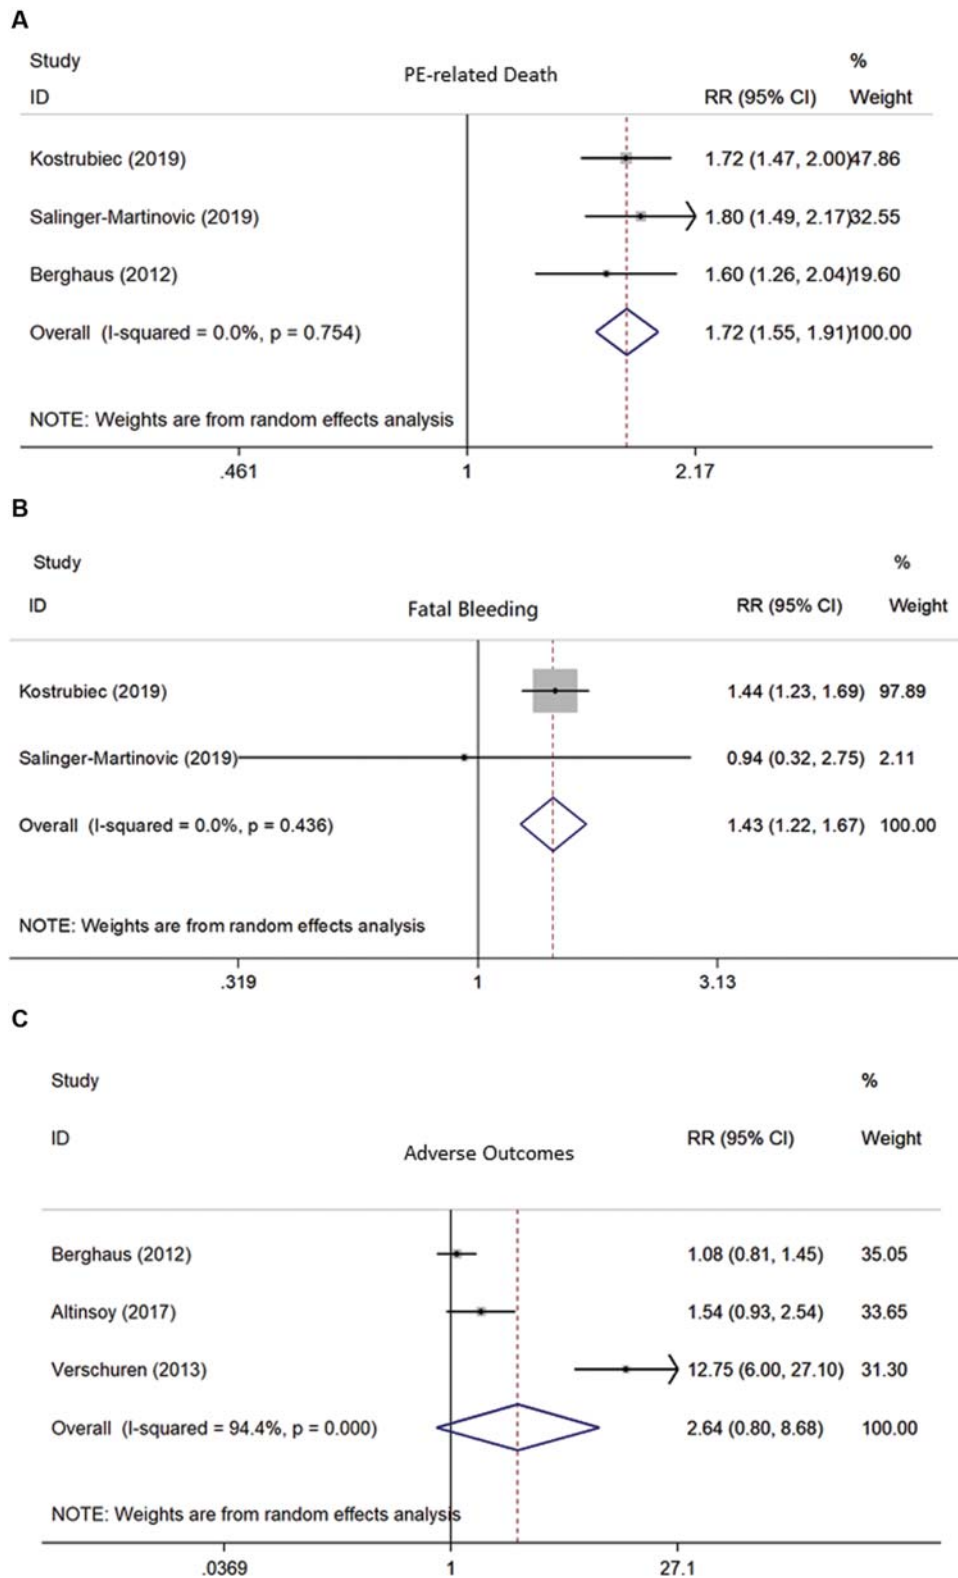 A
Study %
PE-related Death
ID RR (95% CI) Weight
Kostrubiec (2019) 1.72 (1.47, 2.00)47.86
Salinger-Martinovic (2019) 1.80 (1.49, 2.17)32.55
Berghaus (2012) 1.60 (1.26, 2.04)19.60
Overall (I-squared = 0.0%, p = 0.754) 1.72 (1.55, 1.91)100.00
NOTE: Weights are from random effects analysis
.461 1 2.17
B
Study %
ID Fatal Bleeding RR (95% CI) Weight
Kostrubiec (2019) 1.44 (1.23, 1.69) 97.89
Salinger-Martinovic (2019) 0.94 (0.32, 2.75) 2.11
Overall (I-squared = 0.0%, p = 0.436) 1.43 (1.22, 1.67) 100.00
NOTE: Weights are from random effects analysis
.319 1 3.13
C
Study %
ID RR (95% CI) Weight
Adverse Outcomes
Berghaus (2012) 1.08 (0.81, 1.45) 35.05
Altinsoy (2017) 1.54 (0.93, 2.54) 33.65
Verschuren (2013) 12.75 (6.00, 27.10) 31.30
Overall (I-squared = 94.4%, p = 0.000) 2.64 (0.80, 8.68) 100.00
NOTE: Weights are from random effects analysis
.0369 1 27.1